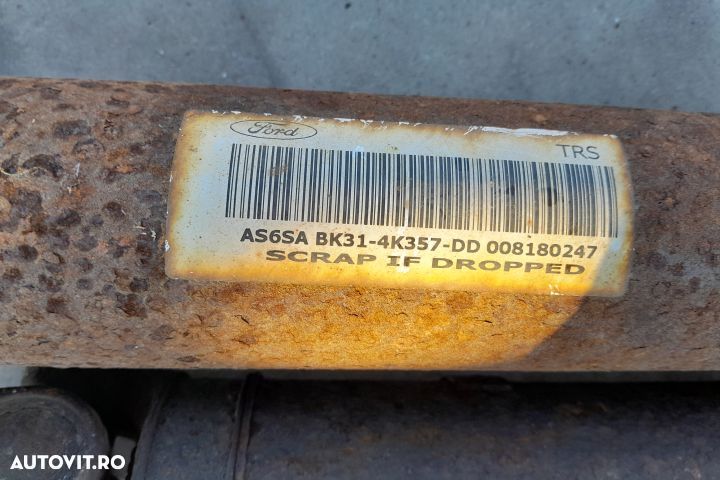 Ford
TRS
AS6SA BK31-4K357-DD 008180247
SCRAP IF DROPPED
AUTOVIT.RO